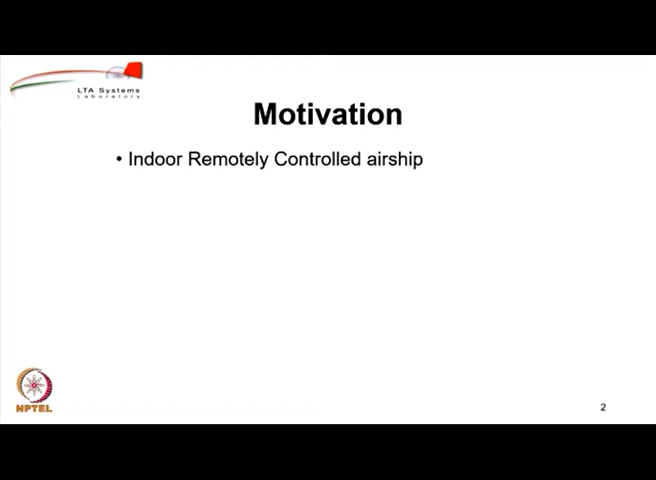 LTA Systems
Laboratory
Motivation
• Indoor Remotely Controlled airship
NPTEL
2